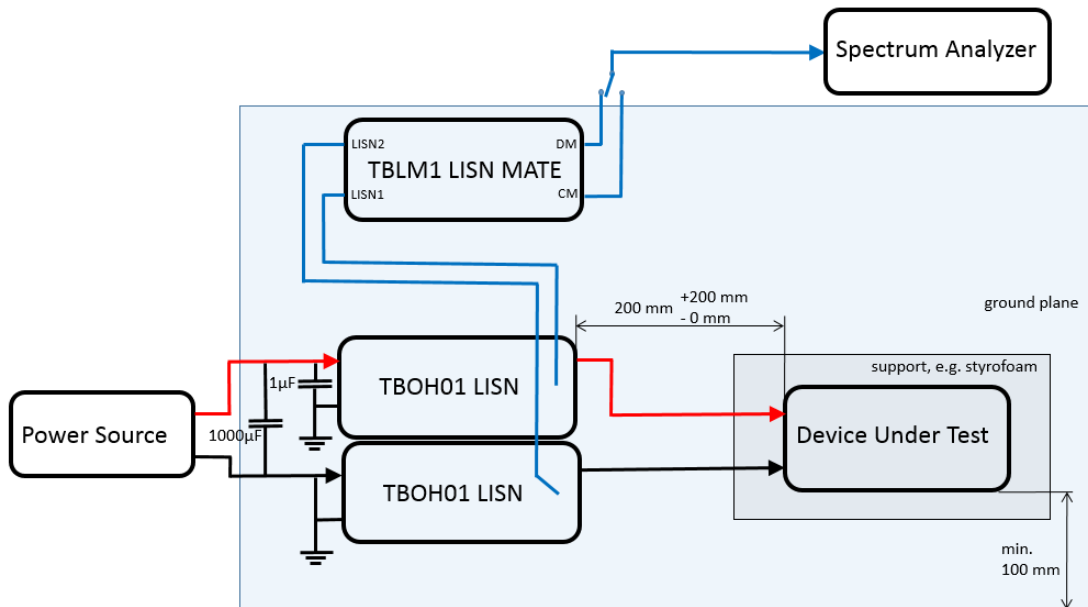 Spectrum Analyzer
LISN2
DM
TBLM1 LISN MATE
LISN1
CM
200 mm
+200 mm
- 0 mm
ground plane
support, e.g. styrofoam
1µF
TBOH01 LISN
Power Source
1000µF
Device Under Test
TBOH01 LISN
min.
100 mm